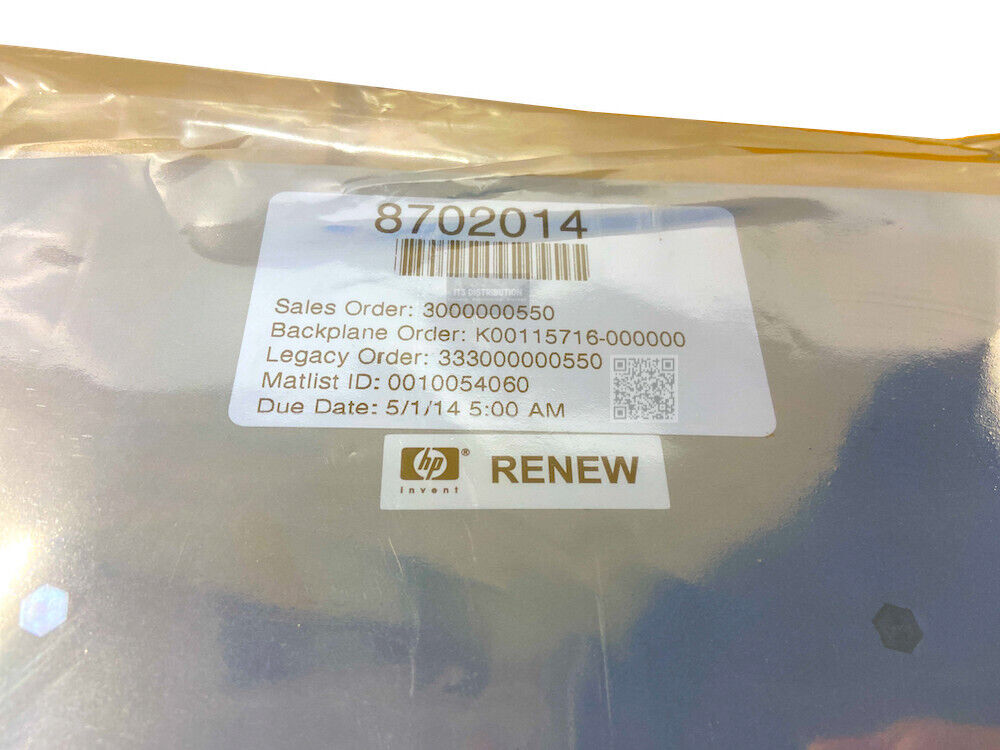 8702014
ITS DISTRIBUTION
Sales Order: 3000000550
Backplane Order: K00115716-000000
Legacy Order: 333000000550
Matlist ID: 0010054060
Due Date: 5/1/14 5:00 AM
hp® RENEW
invent